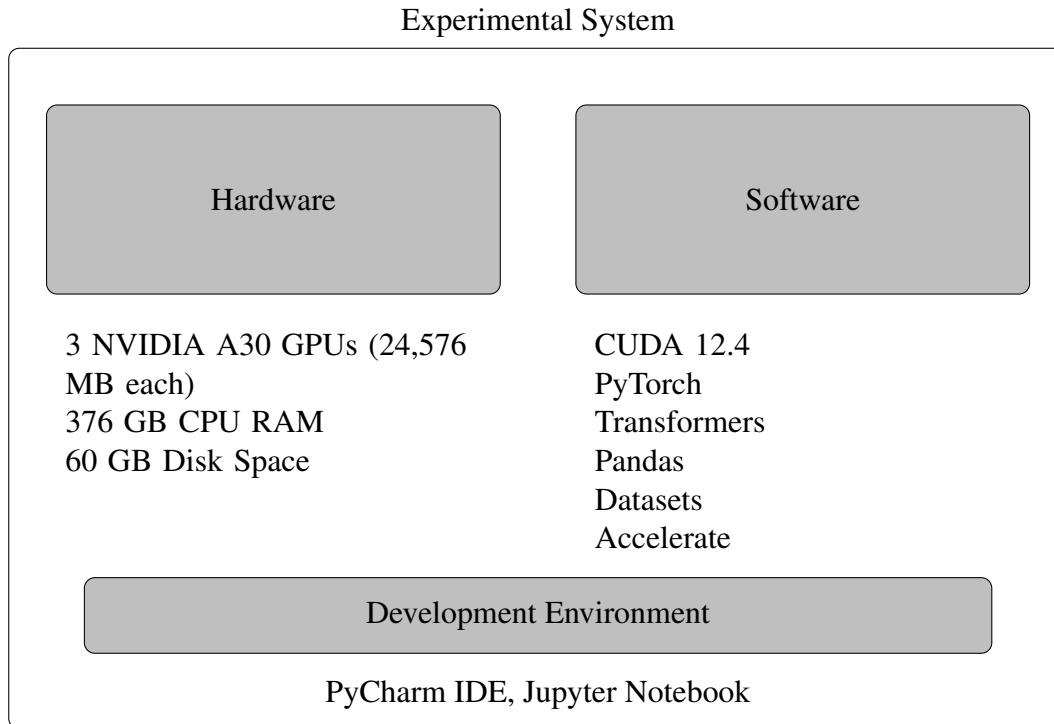 Experimental System
Hardware
Software
3 NVIDIA A30 GPUs (24,576
MB each)
376 GB CPU RAM
60 GB Disk Space
CUDA 12.4
PyTorch
Transformers
Pandas
Datasets
Accelerate
Development Environment
PyCharm IDE, Jupyter Notebook